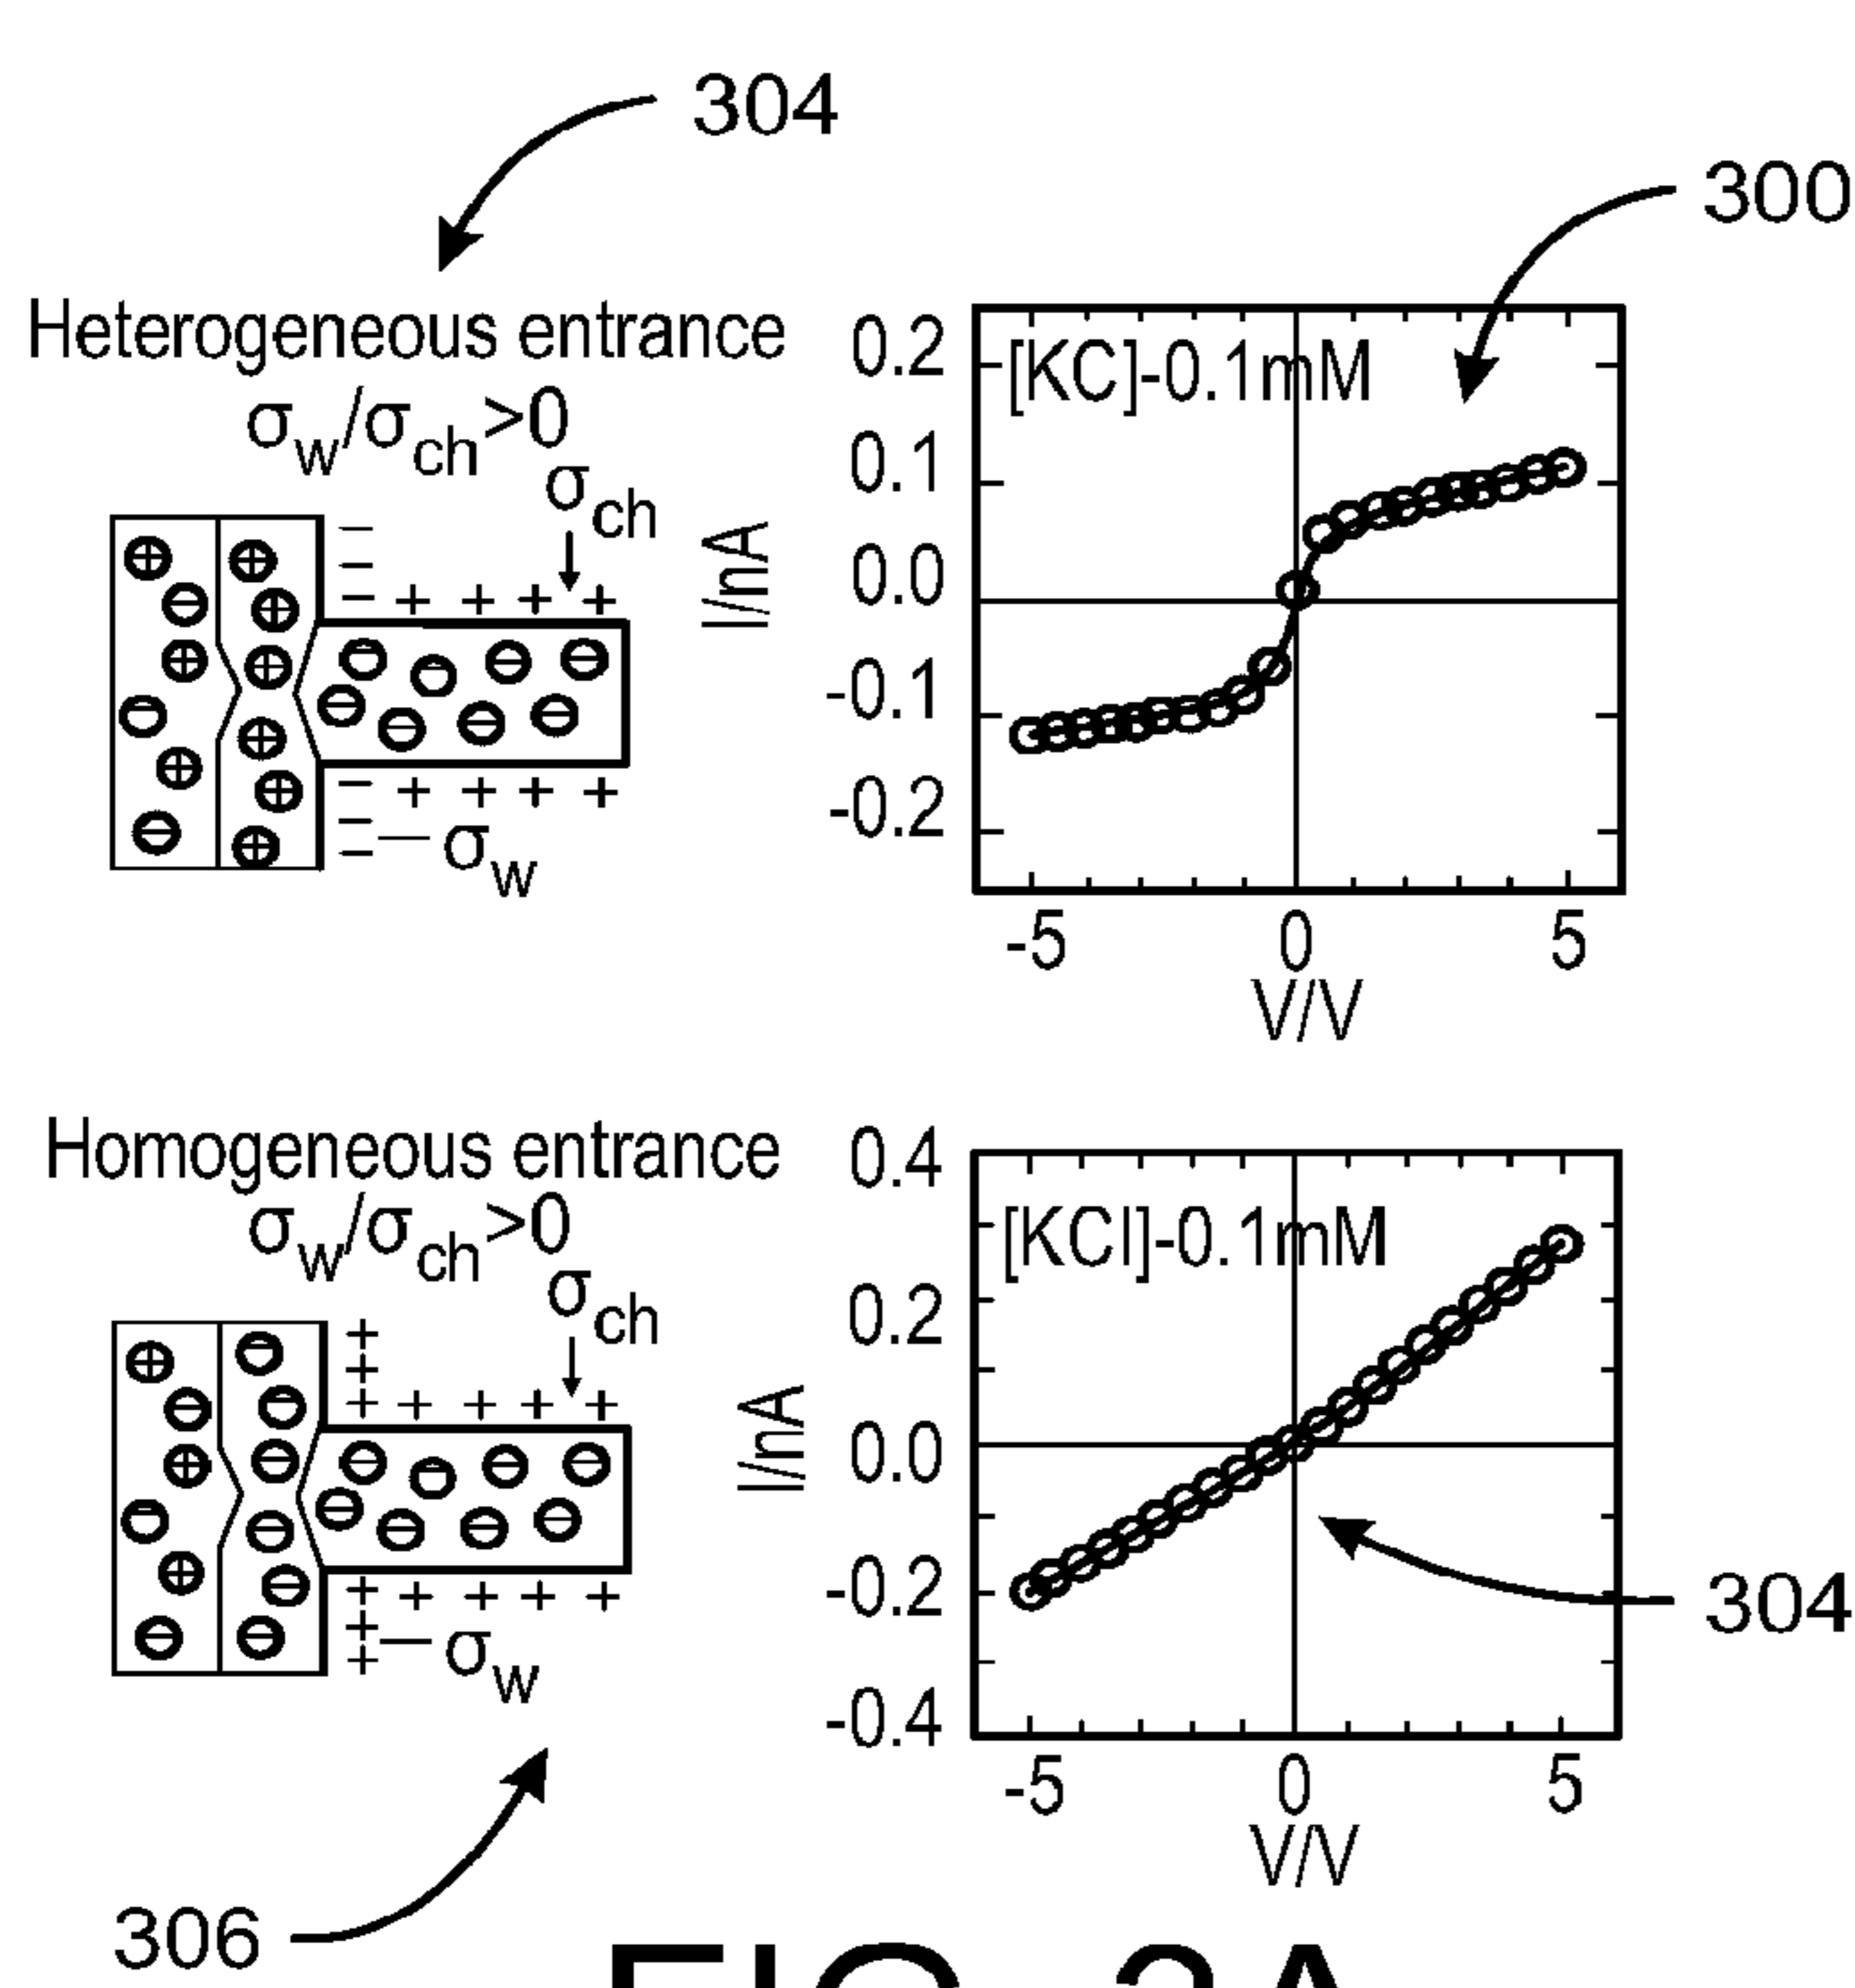 304
300
Heterogeneous entrance
σw/σch>0
σch
σw
I/nA
0.2
0.1
0.0
-0.1
-0.2
[KC]-0.1mM
-5 0 5
V/V
Homogeneous entrance
σw/σch>0
σch
σw
I/nA
0.4
0.2
0.0
-0.2
-0.4
[KCl]-0.1mM
304
-5 0 5
V/V
306